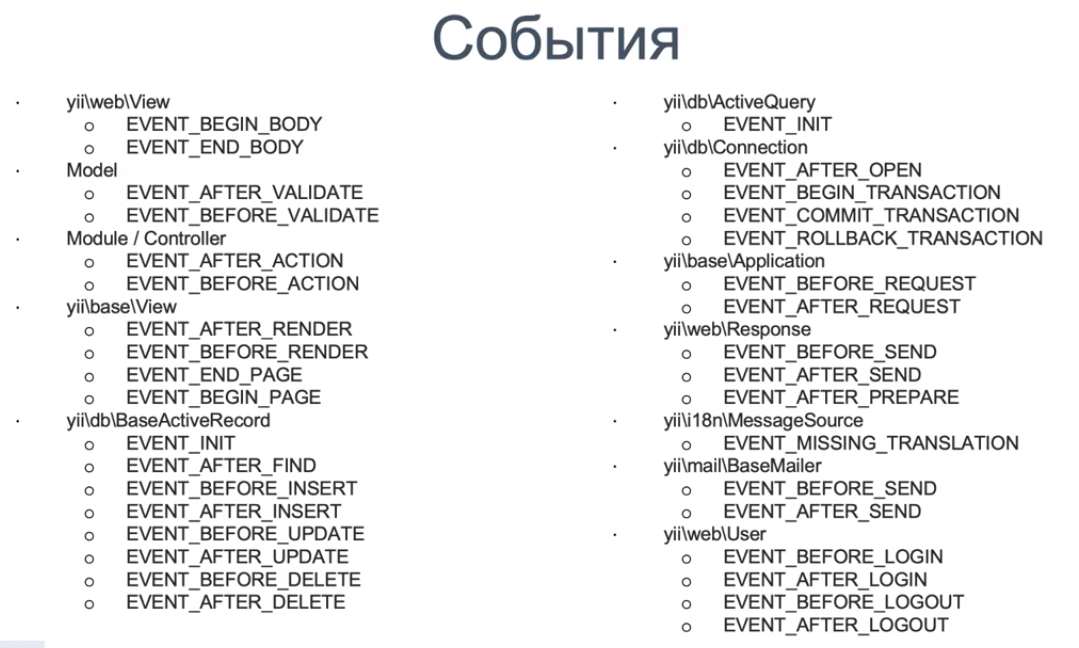 События
· yii\web\View
o EVENT_BEGIN_BODY
o EVENT_END_BODY
· Model
o EVENT_AFTER_VALIDATE
o EVENT_BEFORE_VALIDATE
· Module / Controller
o EVENT_AFTER_ACTION
o EVENT_BEFORE_ACTION
· yii\base\View
o EVENT_AFTER_RENDER
o EVENT_BEFORE_RENDER
o EVENT_END_PAGE
o EVENT_BEGIN_PAGE
· yii\db\BaseActiveRecord
o EVENT_INIT
o EVENT_AFTER_FIND
o EVENT_BEFORE_INSERT
o EVENT_AFTER_INSERT
o EVENT_BEFORE_UPDATE
o EVENT_AFTER_UPDATE
o EVENT_BEFORE_DELETE
o EVENT_AFTER_DELETE
· yii\db\ActiveQuery
o EVENT_INIT
· yii\db\Connection
o EVENT_AFTER_OPEN
o EVENT_BEGIN_TRANSACTION
o EVENT_COMMIT_TRANSACTION
o EVENT_ROLLBACK_TRANSACTION
· yii\base\Application
o EVENT_BEFORE_REQUEST
o EVENT_AFTER_REQUEST
· yii\web\Response
o EVENT_BEFORE_SEND
o EVENT_AFTER_SEND
o EVENT_AFTER_PREPARE
· yii\i18n\MessageSource
o EVENT_MISSING_TRANSLATION
· yii\mail\BaseMailer
o EVENT_BEFORE_SEND
o EVENT_AFTER_SEND
· yii\web\User
o EVENT_BEFORE_LOGIN
o EVENT_AFTER_LOGIN
o EVENT_BEFORE_LOGOUT
o EVENT_AFTER_LOGOUT